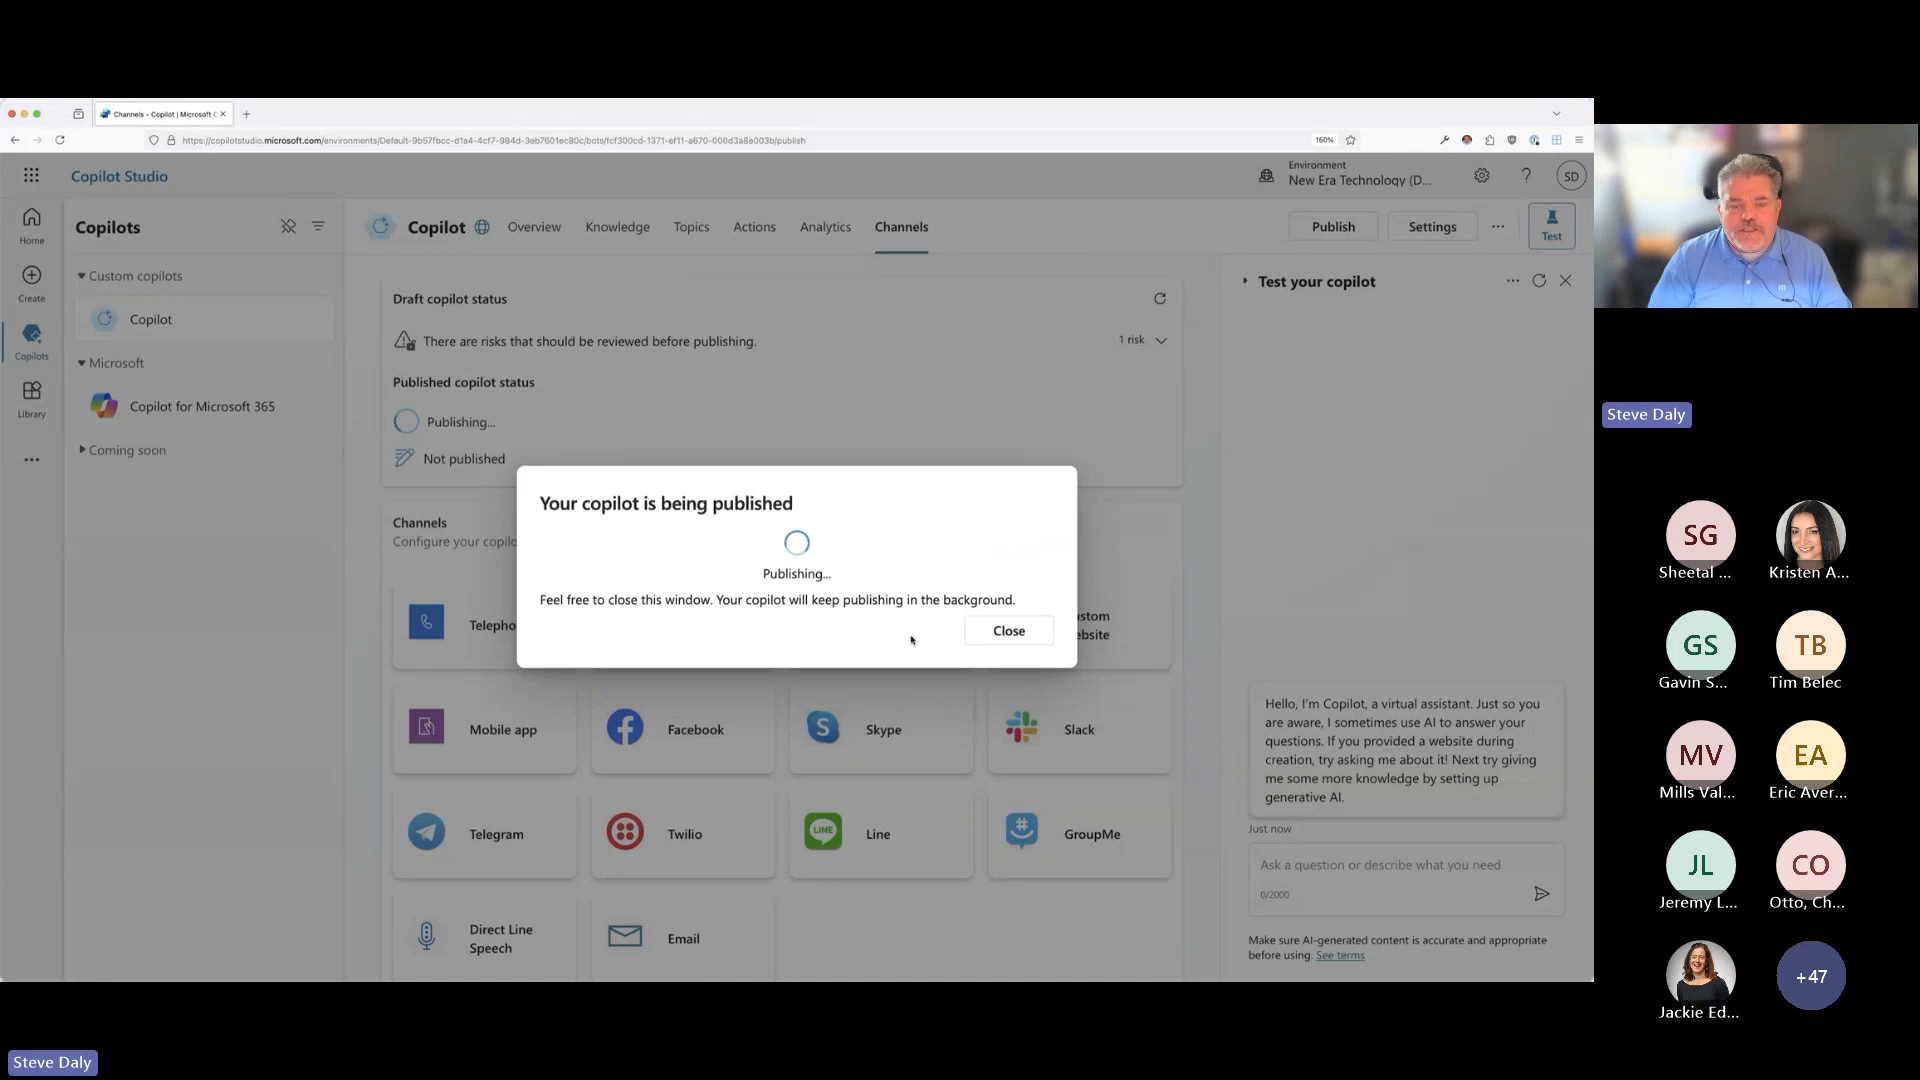 Channels - Copilot | Microsoft C
https://copilotstudio.microsoft.com/environments/Default-9b57fbcc-d1a4-4cf7-984d-3eb7601ec80c/bots/fcf300cd-1371-ef11-a670-000d3a8e003b/publish
150%
Copilot Studio
Environment
New Era Technology (D...
SD
Home
Create
Copilots
Library
Copilots
Custom copilots
Copilot
Microsoft
Copilot for Microsoft 365
Coming soon
Copilot
Overview
Knowledge
Topics
Actions
Analytics
Channels
Publish
Settings
Test
Draft copilot status
There are risks that should be reviewed before publishing.
1 risk
Published copilot status
Publishing...
Not published
Channels
Configure your copilo
Your copilot is being published
Publishing...
Feel free to close this window. Your copilot will keep publishing in the background.
Close
Telepho
stom
ebsite
Mobile app
Facebook
Skype
Slack
Telegram
Twilio
LINE
Line
GroupMe
Direct Line
Speech
Email
Test your copilot
Hello, I'm Copilot, a virtual assistant. Just so you
are aware, I sometimes use AI to answer your
questions. If you provided a website during
creation, try asking me about it! Next try giving
me some more knowledge by setting up
generative AI.
Just now
Ask a question or describe what you need
0/2000
Make sure AI-generated content is accurate and appropriate
before using. See terms
Steve Daly
SG
Sheetal ...
Kristen A...
GS
Gavin S...
TB
Tim Belec
MV
Mills Val...
EA
Eric Aver...
JL
Jeremy L...
CO
Otto, Ch...
Jackie Ed...
+47
Steve Daly